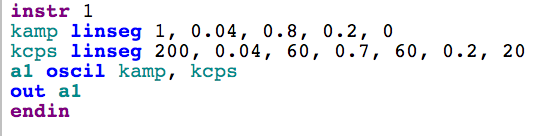 instr 1
kamp linseg 1, 0.04, 0.8, 0.2, 0
kcps linseg 200, 0.04, 60, 0.7, 60, 0.2, 20
a1 oscil kamp, kcps
out a1
endin